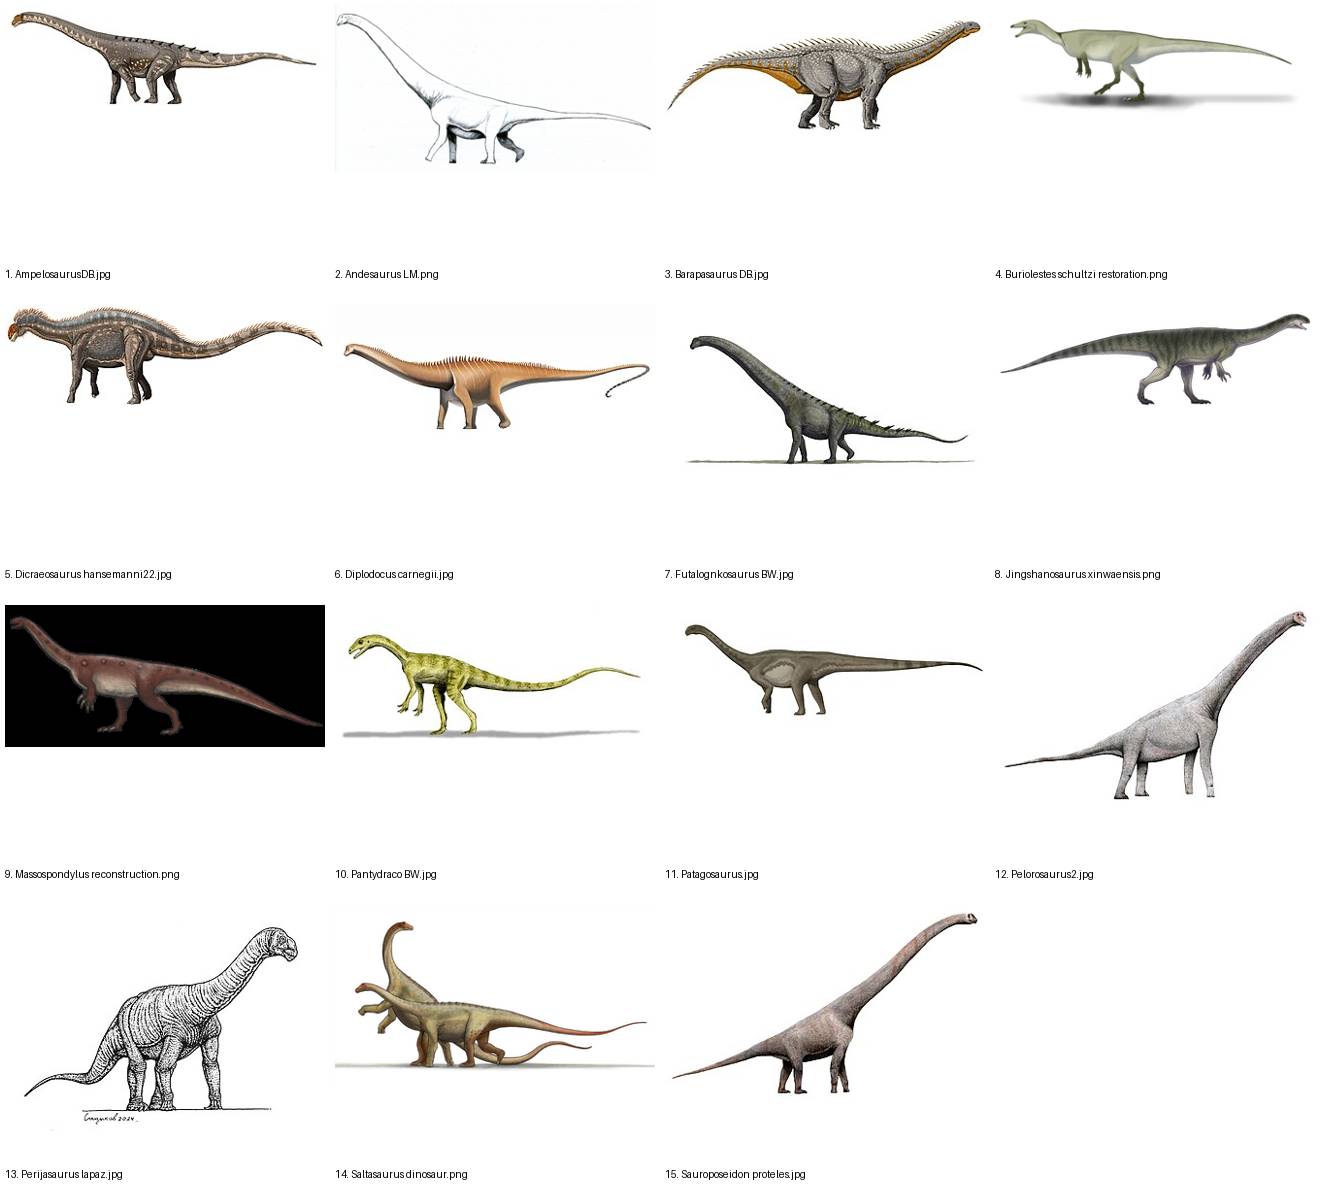 1. AmpelosaurusDB.jpg
2. Andesaurus LM.png
3. Barapasaurus DB.jpg
4. Buriolestes schultzi restoration.png
5. Dicraeosaurus hansemanni22.jpg
6. Diplodocus carnegii.jpg
7. Futalognkosaurus BW.jpg
8. Jingshanosaurus xinwaensis.png
9. Massospondylus reconstruction.png
10. Pantydraco BW.jpg
11. Patagosaurus.jpg
12. Pelorosaurus2.jpg
2024
13. Perijasaurus lapaz.jpg
14. Saltasaurus dinosaur.png
15. Sauroposeidon proteles.jpg